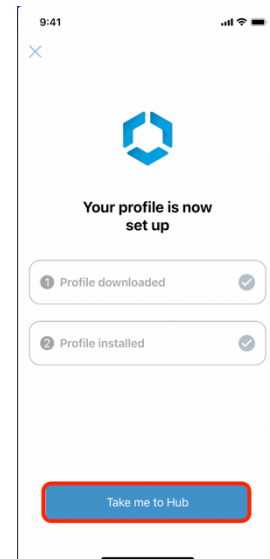 9:41
Your profile is now
set up
1 Profile downloaded
2 Profile installed
Take me to Hub